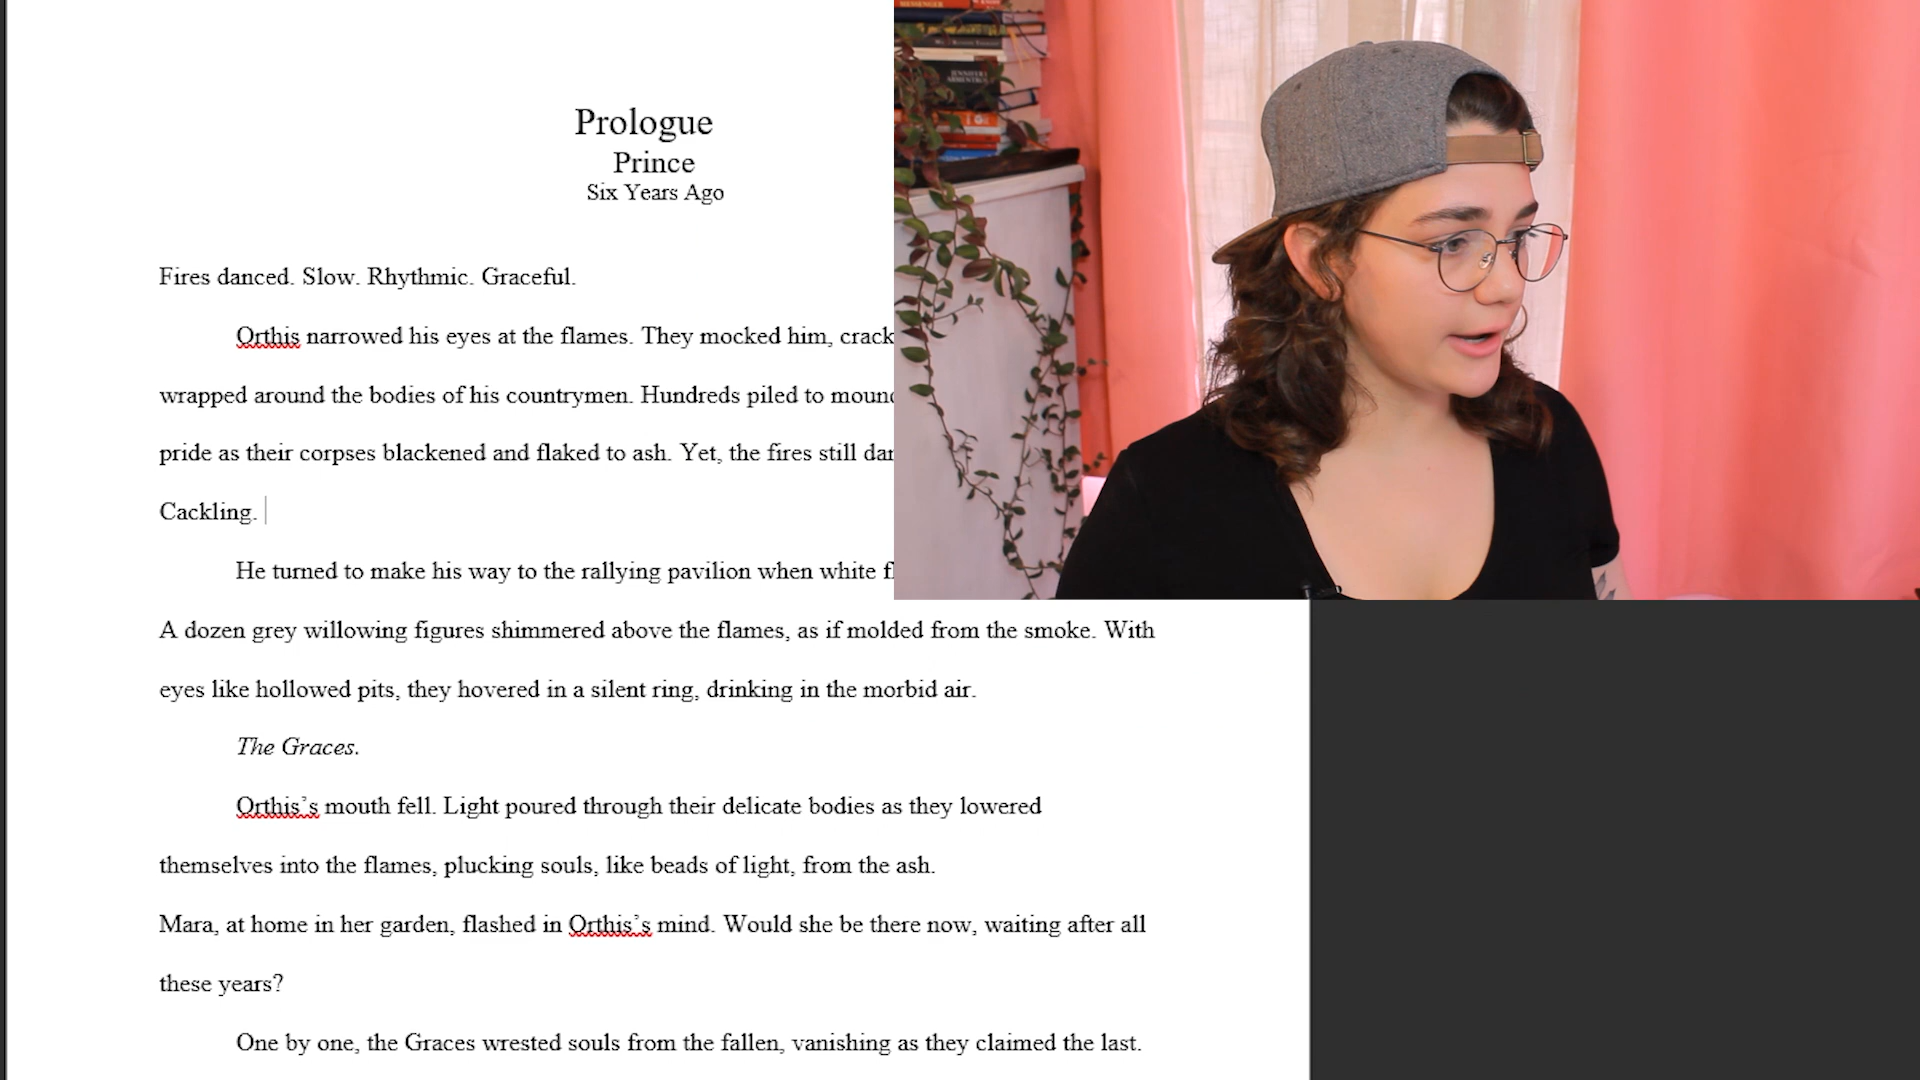 MESSENGER
JENNIFER L.
ARMENTROUT
Prologue
Prince
Six Years Ago
Fires danced. Slow. Rhythmic. Graceful.
Orthis narrowed his eyes at the flames. They mocked him, crack
wrapped around the bodies of his countrymen. Hundreds piled to moun
pride as their corpses blackened and flaked to ash. Yet, the fires still dan
Cackling.
He turned to make his way to the rallying pavilion when white fl
A dozen grey willowing figures shimmered above the flames, as if molded from the smoke. With
eyes like hollowed pits, they hovered in a silent ring, drinking in the morbid air.
The Graces.
Orthis’s mouth fell. Light poured through their delicate bodies as they lowered
themselves into the flames, plucking souls, like beads of light, from the ash.
Mara, at home in her garden, flashed in Orthis’s mind. Would she be there now, waiting after all
these years?
One by one, the Graces wrested souls from the fallen, vanishing as they claimed the last.